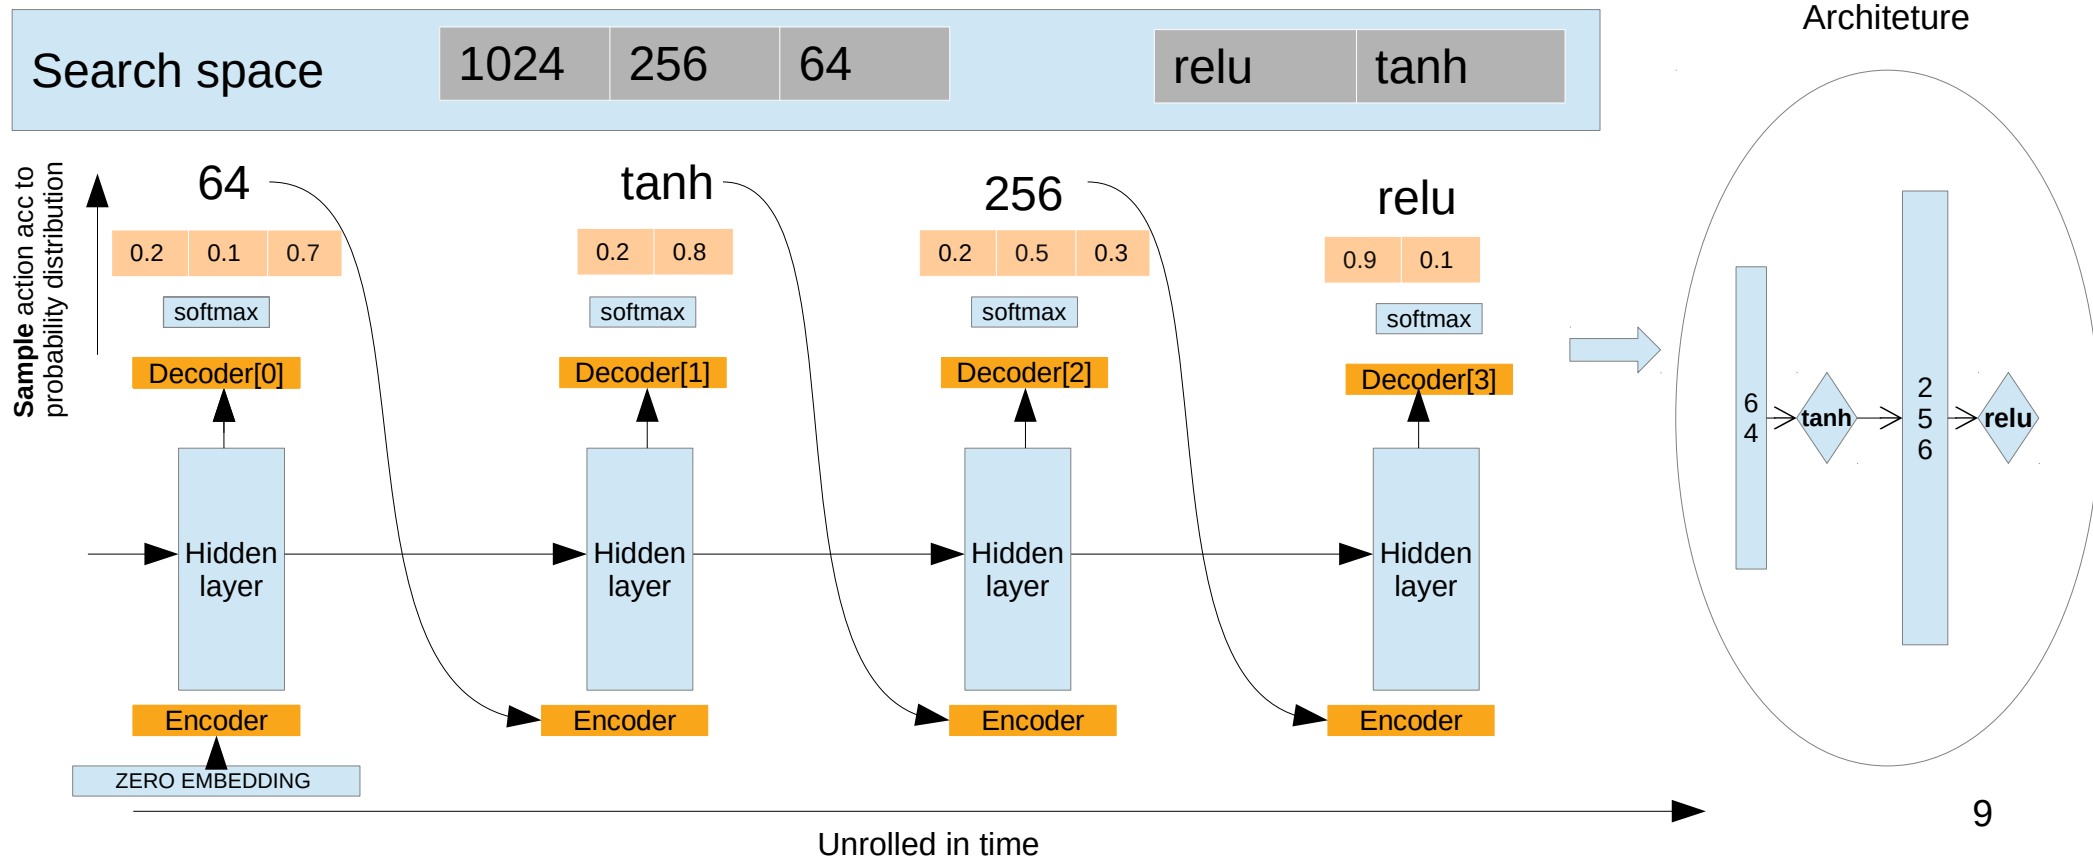 Architeture
Search space
1024 256 64
relu tanh
Sample action acc to
probability distribution
64
tanh
256
relu
0.2 0.1 0.7
0.2 0.8
0.2 0.5 0.3
0.9 0.1
softmax
softmax
softmax
softmax
Decoder[0]
Decoder[1]
Decoder[2]
Decoder[3]
Hidden
layer
Hidden
layer
Hidden
layer
Hidden
layer
Encoder
Encoder
Encoder
Encoder
ZERO EMBEDDING
Unrolled in time
6
4
tanh
2
5
6
relu
9